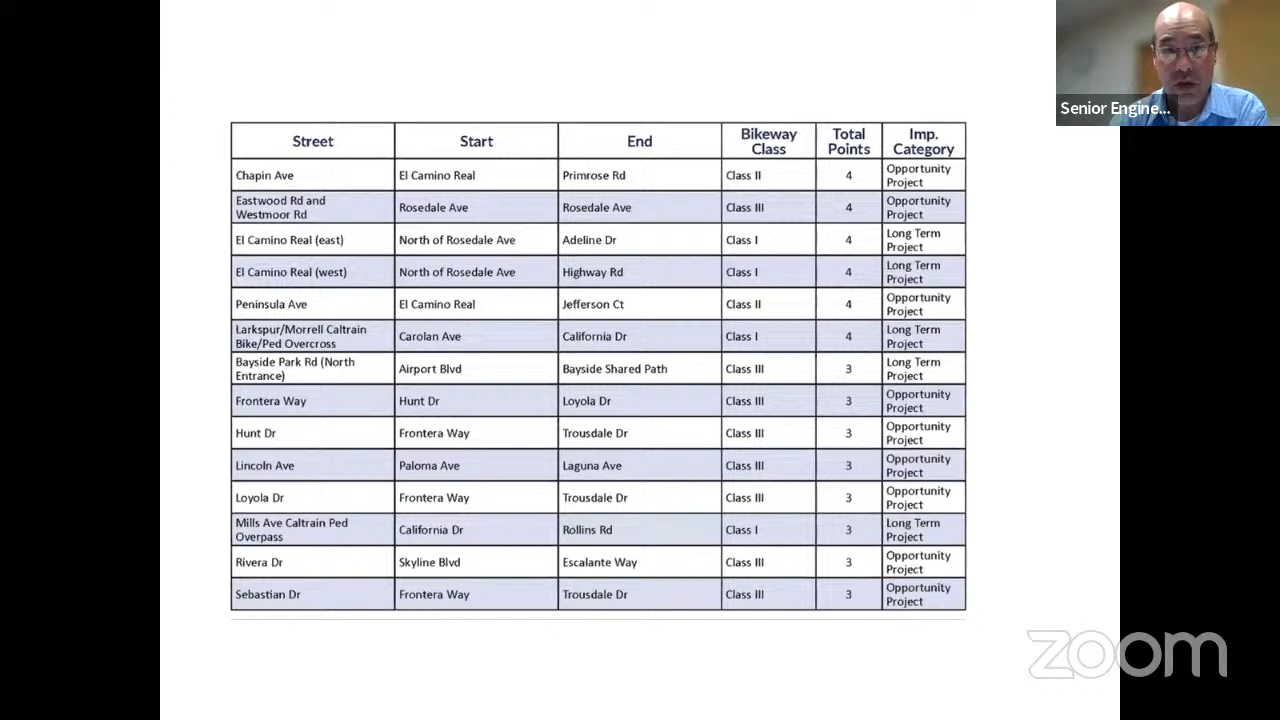 Senior Engine...
Street Start End Bikeway Class Total Points Imp. Category
Chapin Ave El Camino Real Primrose Rd Class II 4 Opportunity Project
Eastwood Rd and Westmoor Rd Rosedale Ave Rosedale Ave Class III 4 Opportunity Project
El Camino Real (east) North of Rosedale Ave Adeline Dr Class I 4 Long Term Project
El Camino Real (west) North of Rosedale Ave Highway Rd Class I 4 Long Term Project
Peninsula Ave El Camino Real Jefferson Ct Class II 4 Opportunity Project
Larkspur/Morrell Caltrain Bike/Ped Overcross Carolan Ave California Dr Class I 4 Long Term Project
Bayside Park Rd (North Entrance) Airport Blvd Bayside Shared Path Class III 3 Long Term Project
Frontera Way Hunt Dr Loyola Dr Class III 3 Opportunity Project
Hunt Dr Frontera Way Trousdale Dr Class III 3 Opportunity Project
Lincoln Ave Paloma Ave Laguna Ave Class III 3 Opportunity Project
Loyola Dr Frontera Way Trousdale Dr Class III 3 Opportunity Project
Mills Ave Caltrain Ped Overpass California Dr Rollins Rd Class I 3 Long Term Project
Rivera Dr Skyline Blvd Escalante Way Class III 3 Opportunity Project
Sebastian Dr Frontera Way Trousdale Dr Class III 3 Opportunity Project
zoom